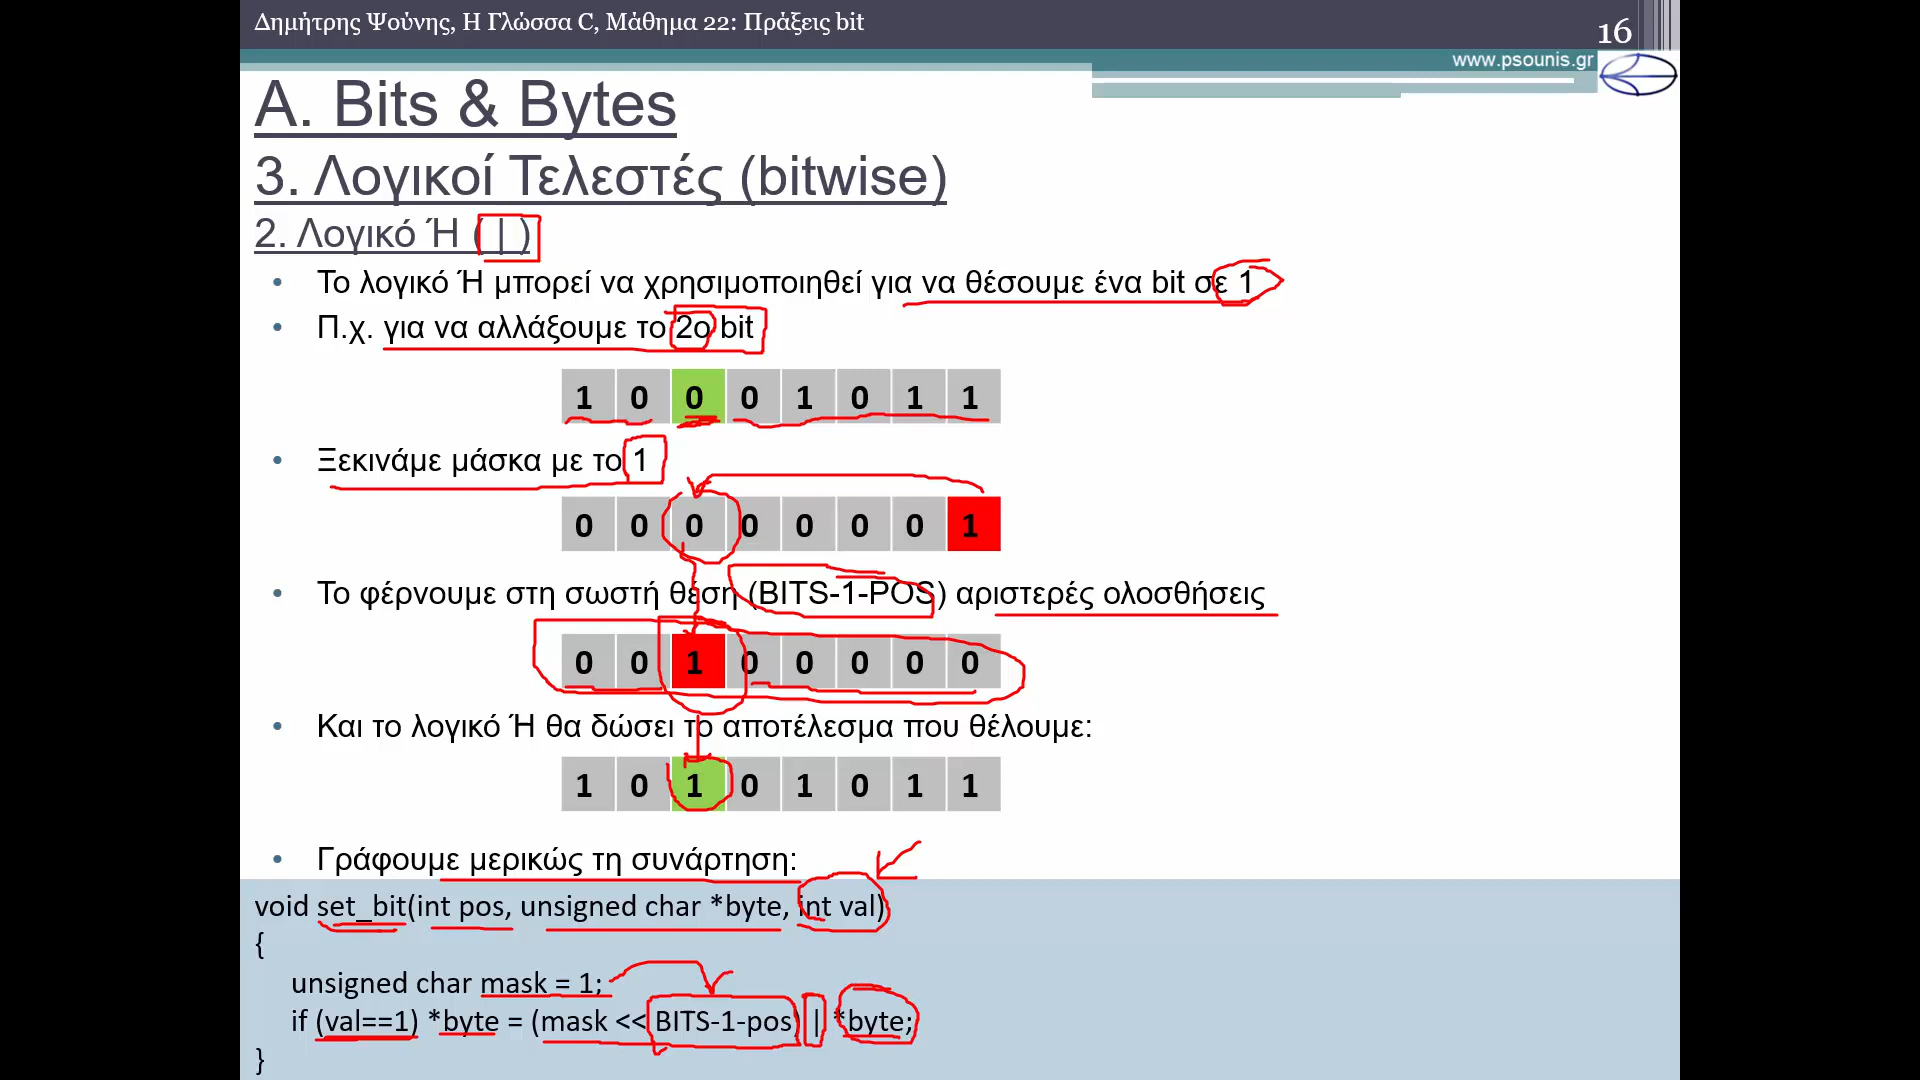 Δημήτρης Ψούνης, Η Γλώσσα C, Μάθημα 22: Πράξεις bit
16
www.psounis.gr
A. Bits & Bytes
3. Λογικοί Τελεστές (bitwise)
2. Λογικό Ή ( | )
• Το λογικό Ή μπορεί να χρησιμοποιηθεί για να θέσουμε ένα bit σε 1
• Π.χ. για να αλλάξουμε το 2ο bit
1 0 0 0 1 0 1 1
• Ξεκινάμε μάσκα με το 1
0 0 0 0 0 0 0 1
• Το φέρνουμε στη σωστή θέση (BITS-1-POS) αριστερές ολοσθήσεις
0 0 1 0 0 0 0 0
• Και το λογικό Ή θα δώσει το αποτέλεσμα που θέλουμε:
1 0 1 0 1 0 1 1
• Γράφουμε μερικώς τη συνάρτηση:
void set_bit(int pos, unsigned char *byte, int val)
{
unsigned char mask = 1;
if (val==1) *byte = (mask << BITS-1-pos) | *byte;
}